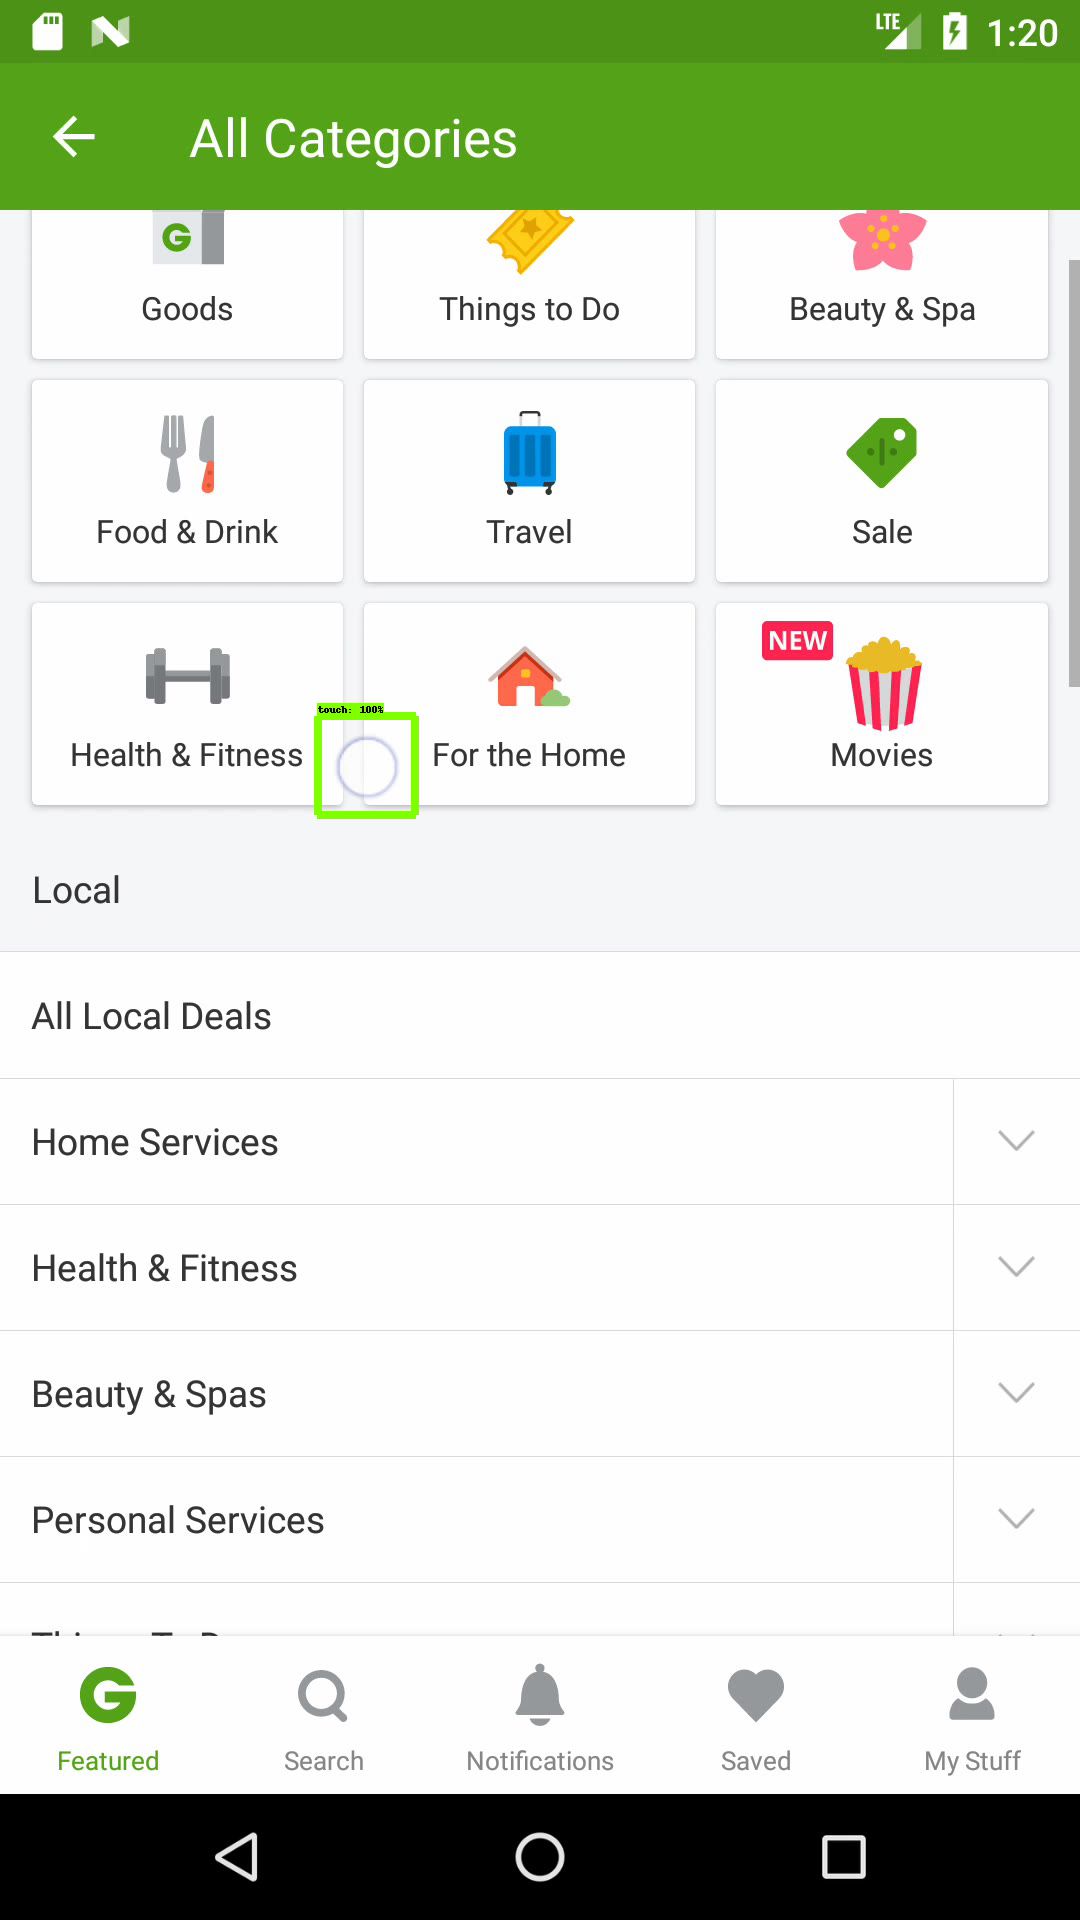 LTE 1:20
All Categories
Goods
Things to Do
Beauty & Spa
Food & Drink
Travel
Sale
NEW
Health & Fitness
For the Home
Movies
touch: 100%
Local
All Local Deals
Home Services
Health & Fitness
Beauty & Spas
Personal Services
Featured
Search
Notifications
Saved
My Stuff